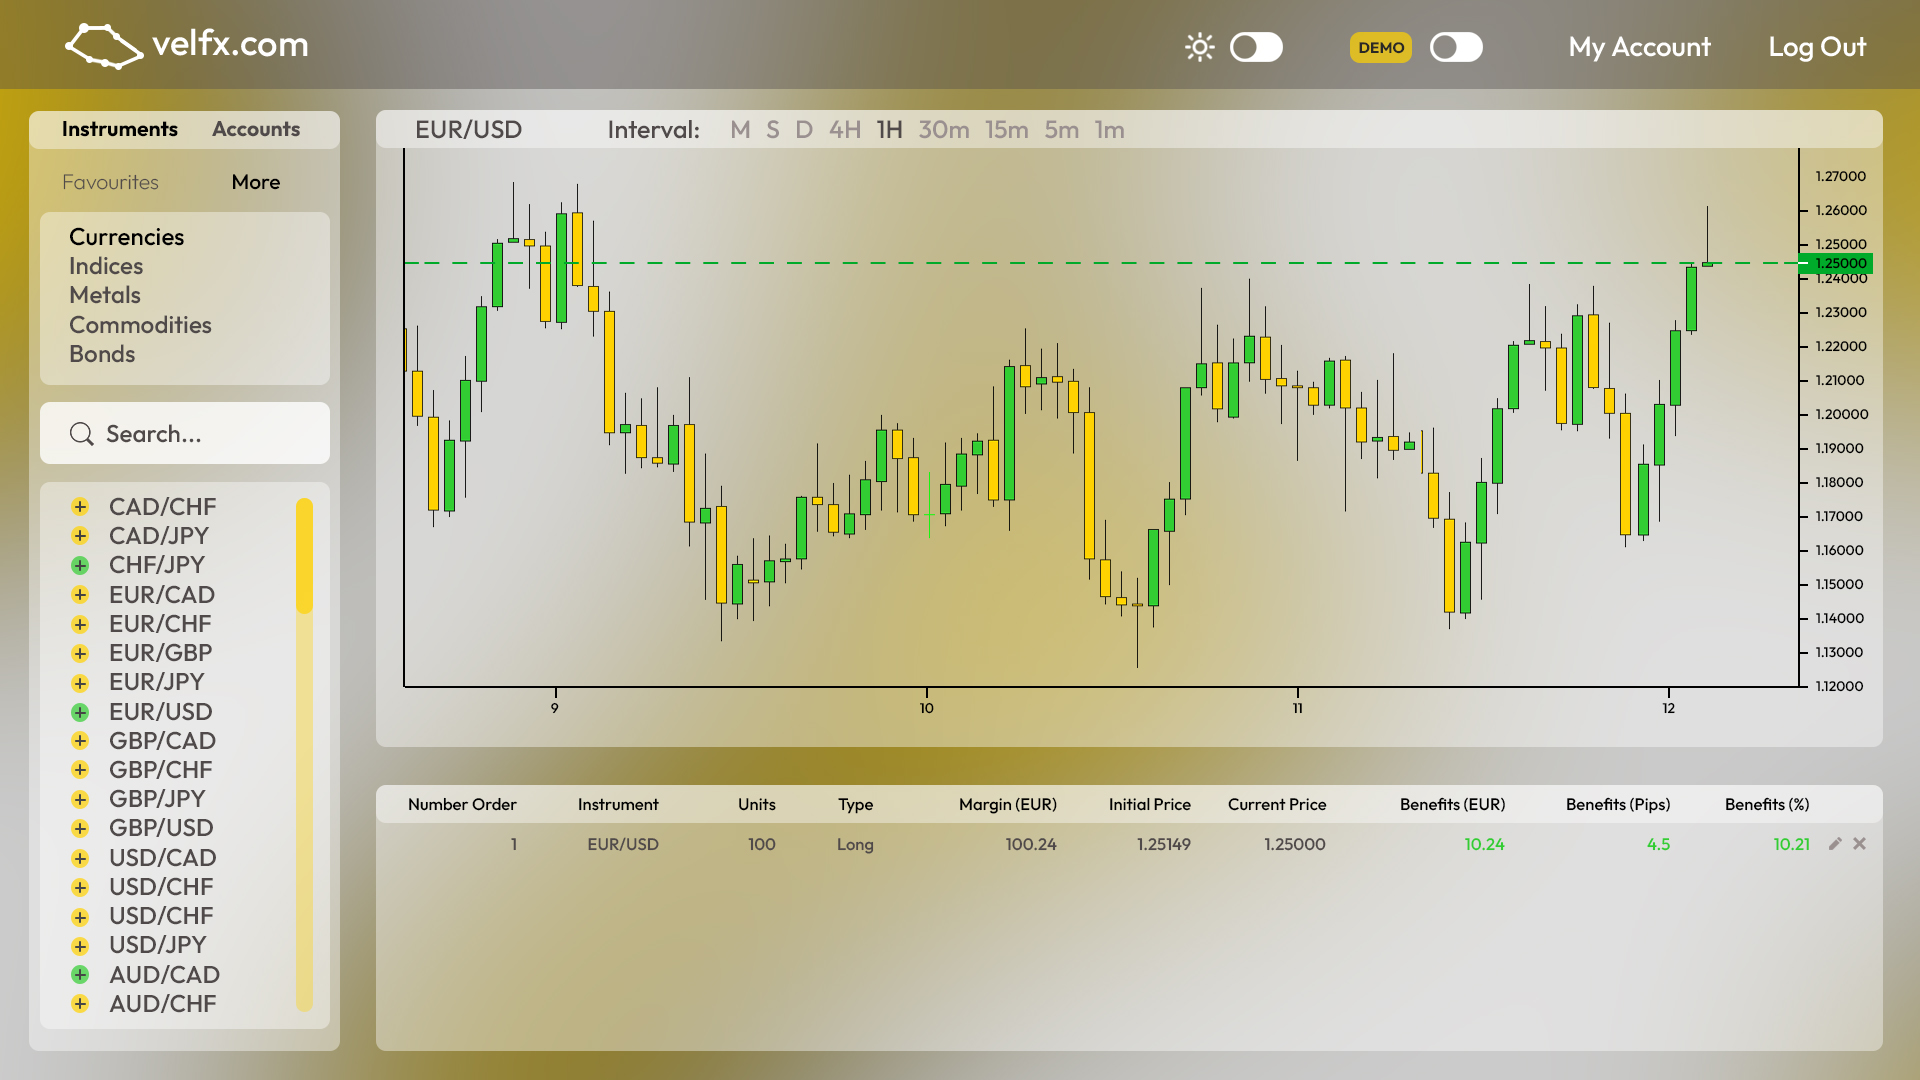 velfx.com
DEMO
My Account
Log Out
Instruments Accounts
Favourites More
Currencies
Indices
Metals
Commodities
Bonds
Search...
CAD/CHF
CAD/JPY
CHF/JPY
EUR/CAD
EUR/CHF
EUR/GBP
EUR/JPY
EUR/USD
GBP/CAD
GBP/CHF
GBP/JPY
GBP/USD
USD/CAD
USD/CHF
USD/CHF
USD/JPY
AUD/CAD
AUD/CHF
EUR/USD Interval: M S D 4H 1H 30m 15m 5m 1m
1.27000
1.26000
1.25000
1.25000
1.24000
1.23000
1.22000
1.21000
1.20000
1.19000
1.18000
1.17000
1.16000
1.15000
1.14000
1.13000
1.12000
9 10 11 12
Number Order Instrument Units Type Margin (EUR) Initial Price Current Price Benefits (EUR) Benefits (Pips) Benefits (%)
1 EUR/USD 100 Long 100.24 1.25149 1.25000 10.24 4.5 10.21